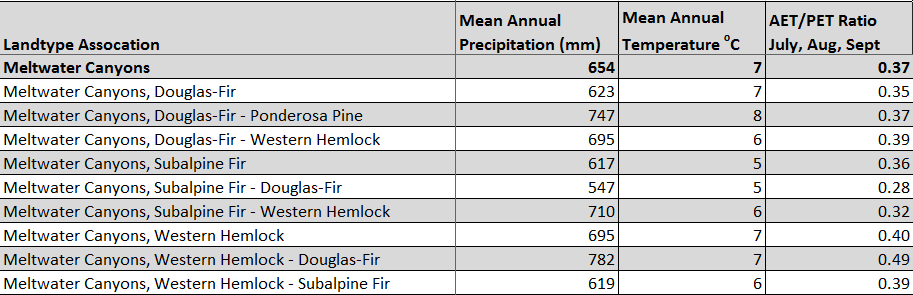 Landtype Assocation Mean Annual Precipitation (mm) Mean Annual Temperature °C AET/PET Ratio July, Aug, Sept
Meltwater Canyons 654 7 0.37
Meltwater Canyons, Douglas-Fir 623 7 0.35
Meltwater Canyons, Douglas-Fir - Ponderosa Pine 747 8 0.37
Meltwater Canyons, Douglas-Fir - Western Hemlock 695 6 0.39
Meltwater Canyons, Subalpine Fir 617 5 0.36
Meltwater Canyons, Subalpine Fir - Douglas-Fir 547 5 0.28
Meltwater Canyons, Subalpine Fir - Western Hemlock 710 6 0.32
Meltwater Canyons, Western Hemlock 695 7 0.40
Meltwater Canyons, Western Hemlock - Douglas-Fir 782 7 0.49
Meltwater Canyons, Western Hemlock - Subalpine Fir 619 6 0.39